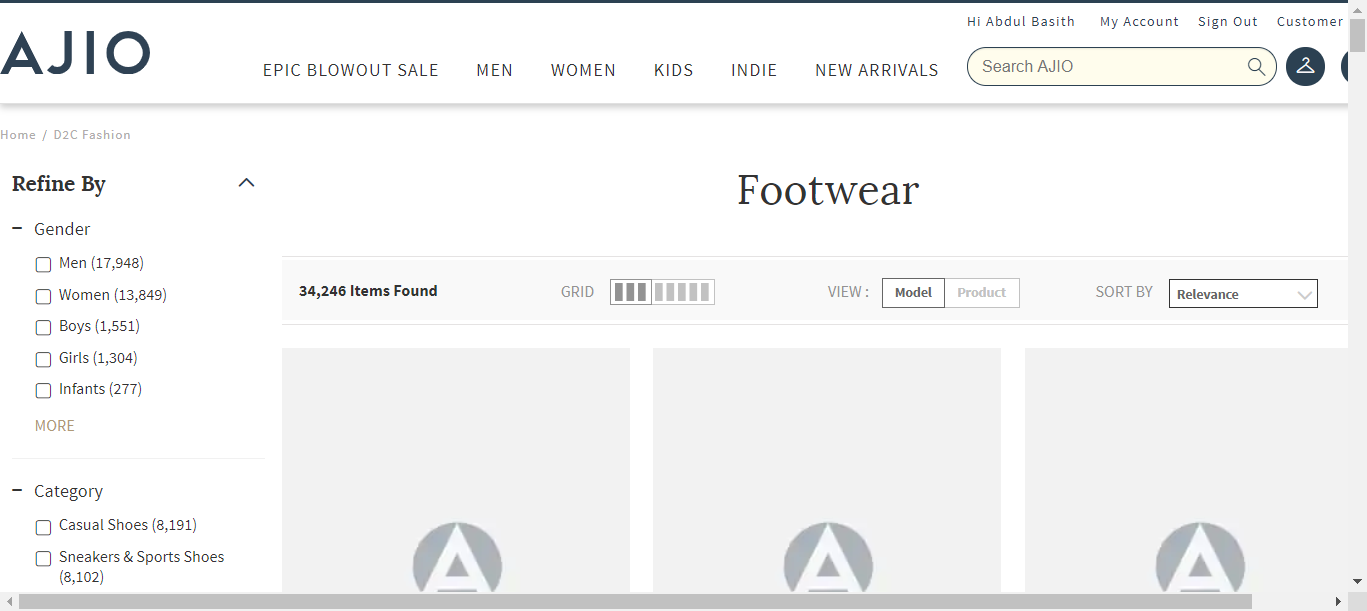 Hi Abdul Basith My Account Sign Out Customer
AJIO
EPIC BLOWOUT SALE MEN WOMEN KIDS INDIE NEW ARRIVALS
Search AJIO
Home / D2C Fashion
Refine By
Footwear
Gender
Men (17,948)
Women (13,849)
Boys (1,551)
Girls (1,304)
Infants (277)
MORE
34,246 Items Found
GRID
VIEW :
Model
Product
SORT BY
Relevance
Category
Casual Shoes (8,191)
Sneakers & Sports Shoes
(8,102)